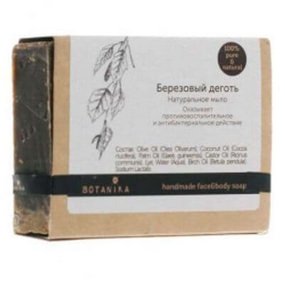 100%
pure &
natural
Березовый деготь
Натуральное мыло
Оказывает
противовоспалительное
и антибактериальное действие
Состав: Olive Oil (Olea Olivarum), Coconut Oil (Cocos
nucifera), Palm Oil (Elaeis guineensis), Castor Oil (Ricinus
communis), Lye, Water (Aqua), Birch Oil (Betula pendula),
Sodium Lactate
BOTANIKA
handmade face&body soap